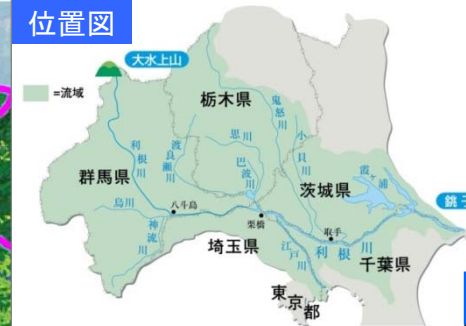 位置図
大水上山
=流域
栃木県
鬼怒川
小貝川
思川
渡良瀬川
巴波川
利根川
群馬県
茨城県
霞ヶ浦
銚子
烏川
神流川
八斗島
栗橋
取手
埼玉県
江戸川
利根川
千葉県
東京都